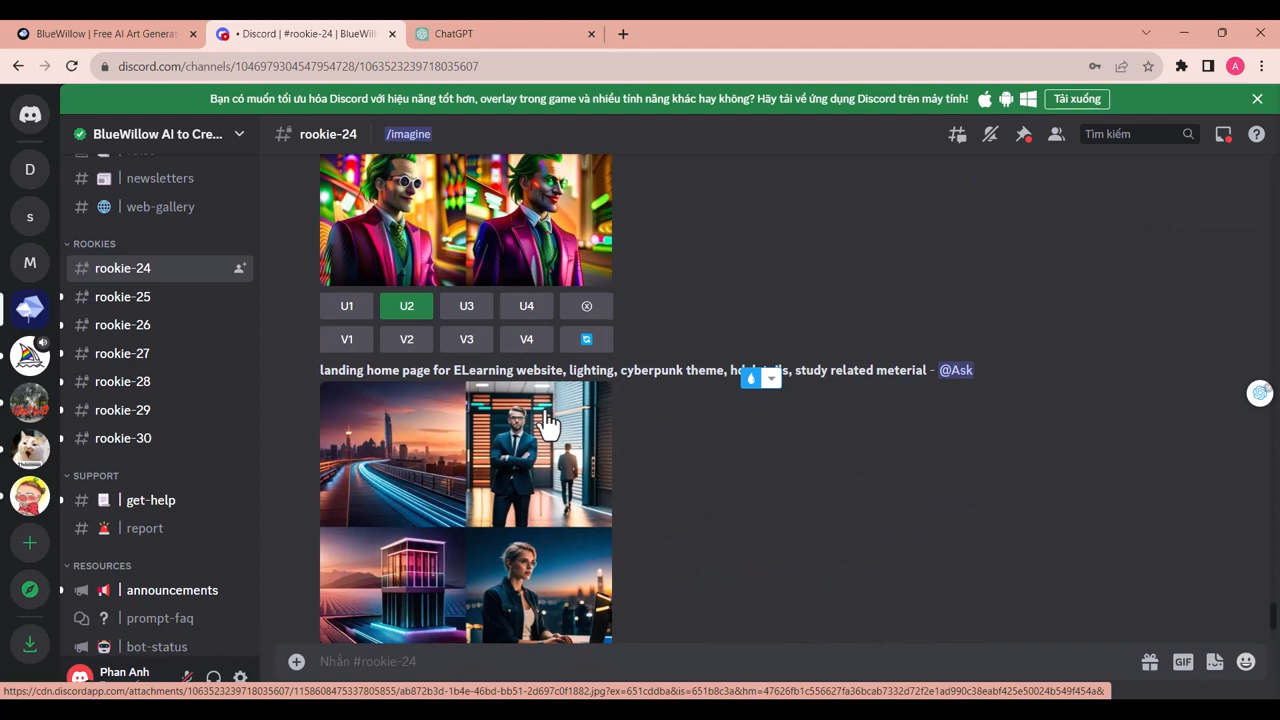 BlueWillow | Free AI Art Generat
• Discord | #rookie-24 | BlueWill
ChatGPT
discord.com/channels/1046979304547954728/1063523239718035607
A
Bạn có muốn tối ưu hóa Discord với hiệu năng tốt hơn, overlay trong game và nhiều tính năng khác hay không? Hãy tải về ứng dụng Discord trên máy tính!
Tải xuống
BlueWillow AI to Cre...
rookie-24
/imagine
Tìm kiếm
D
s
M
newsletters
web-gallery
ROOKIES
rookie-24
rookie-25
rookie-26
rookie-27
rookie-28
rookie-29
rookie-30
SUPPORT
get-help
report
RESOURCES
announcements
prompt-faq
bot-status
Phan Anh
U1
U2
U3
U4
V1
V2
V3
V4
landing home page for ELearning website, lighting, cyberpunk theme, study related meterial - @Ask
Nhắn #rookie-24
GIF
https://cdn.discordapp.com/attachments/1063523239718035607/1158608475337805855/ab872b3d-1b4e-46bd-bb51-2d697c0f1882.jpg?ex=651cddba&is=651b8c3a&hm=47626fb1c556627fa36bcab7332d72f2e1ad990c38eabf425e50024b549f454a&